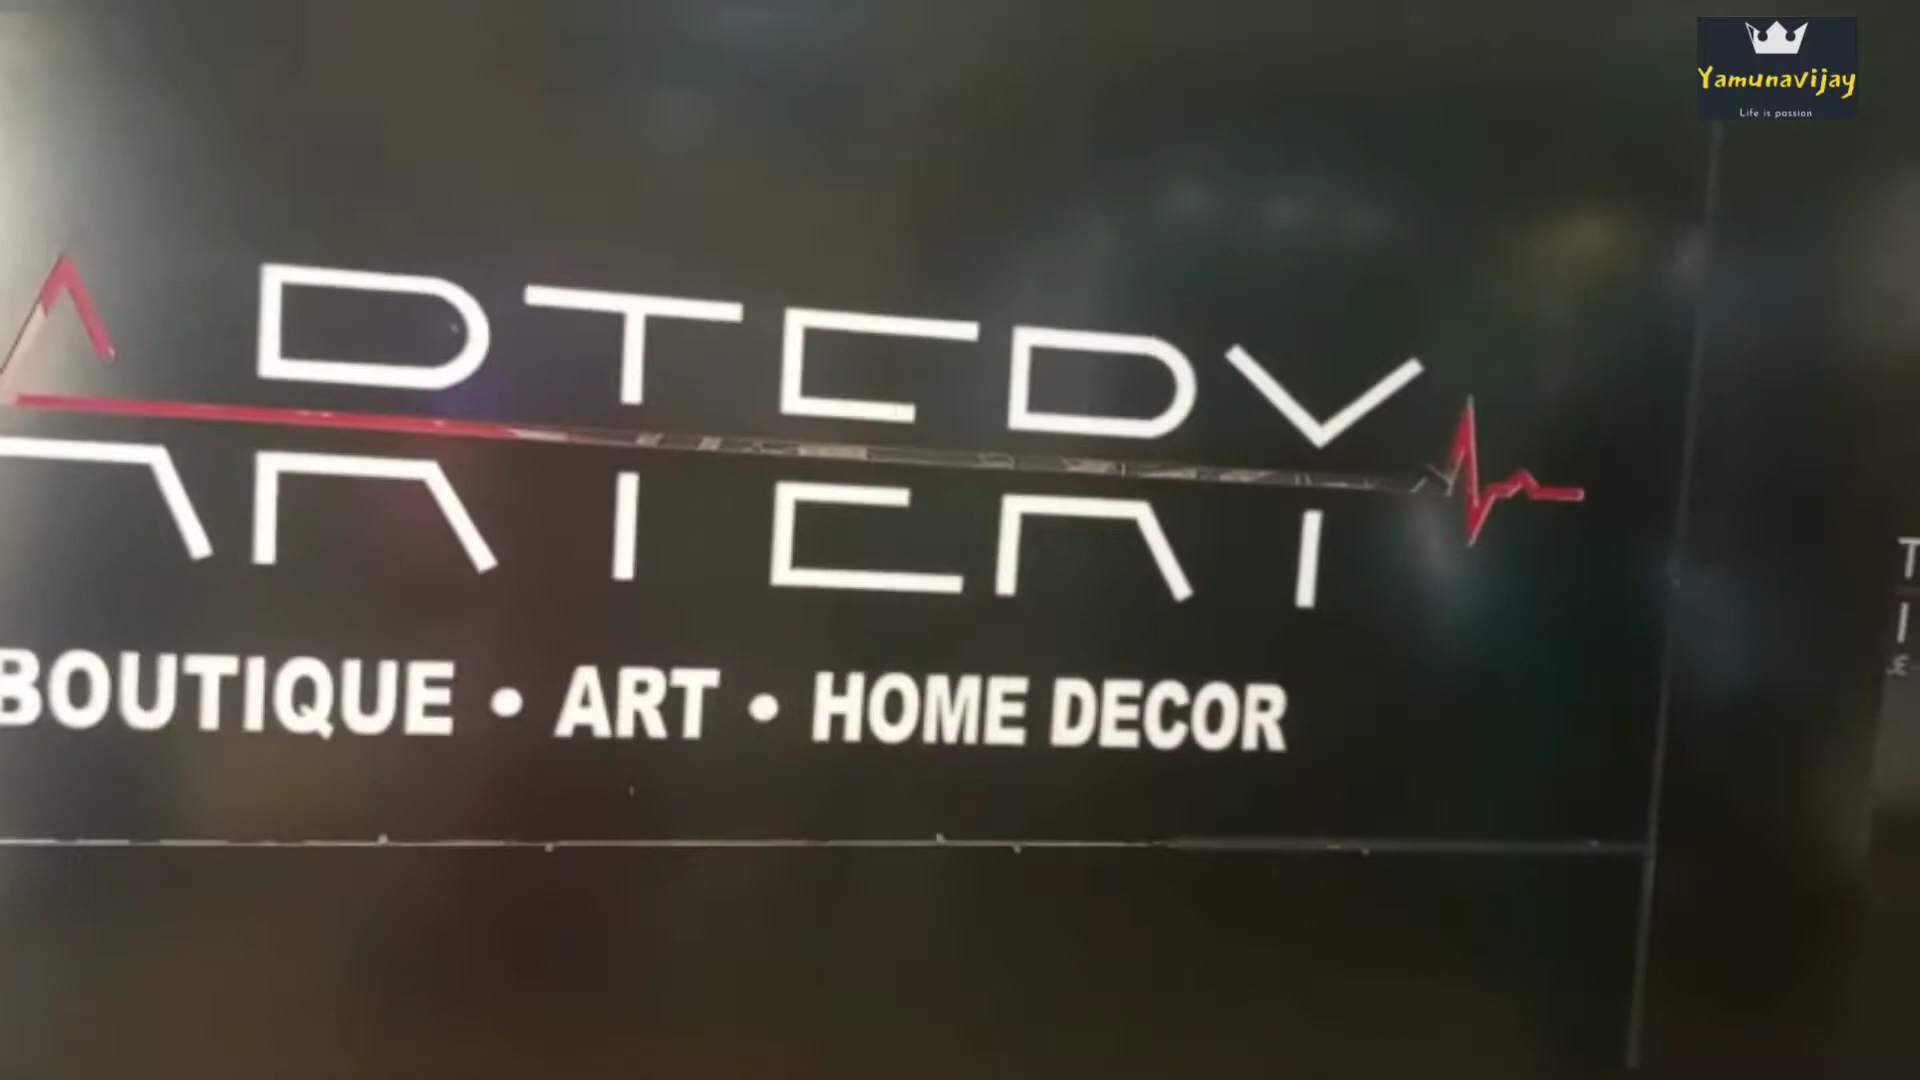 Yamunavijay
Life is passion
ARTERY
BOUTIQUE • ART • HOME DECOR